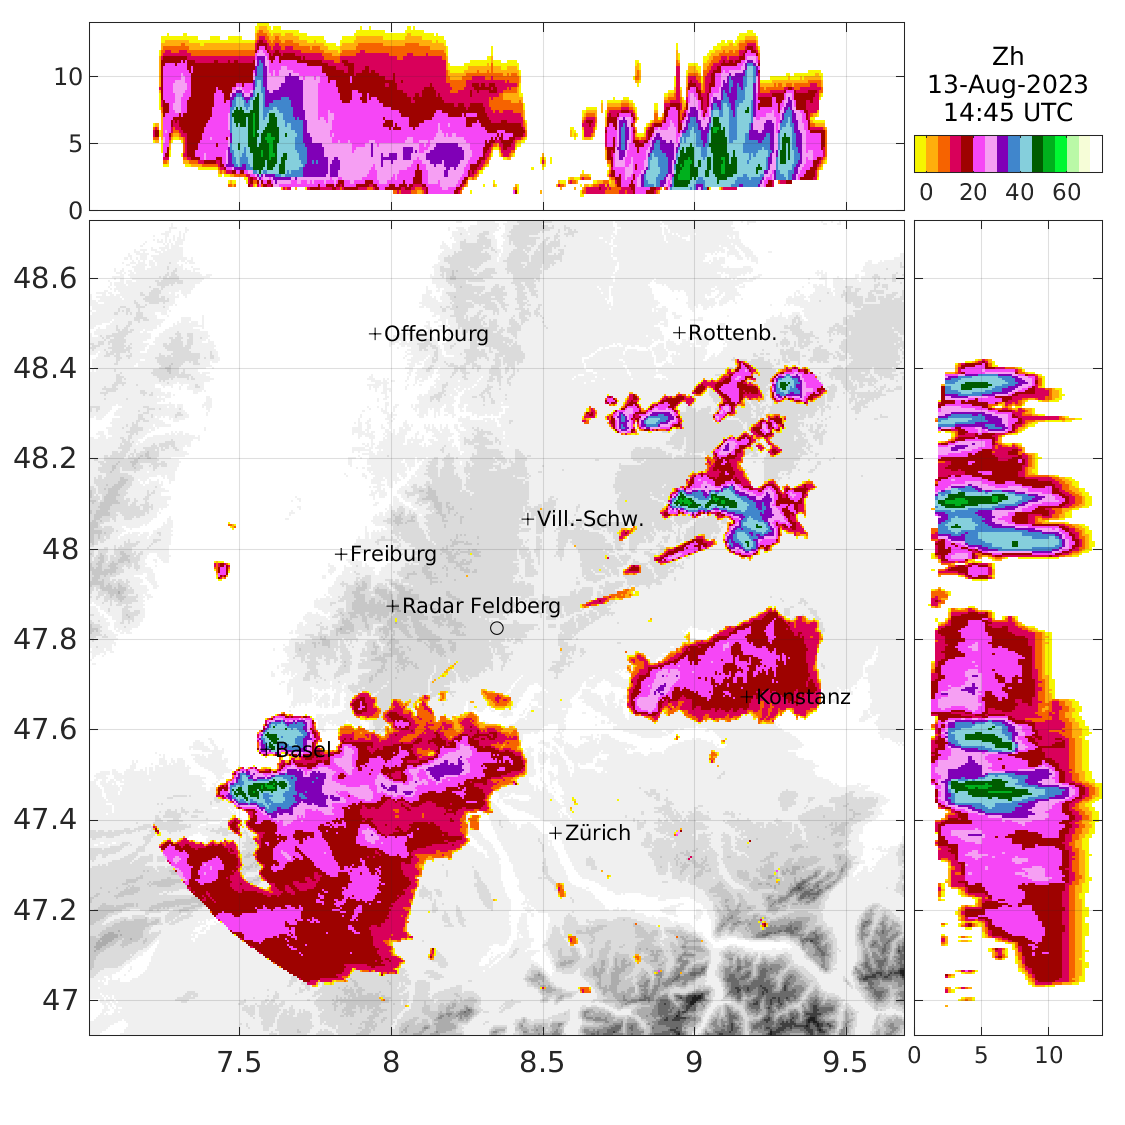 10
5
0
Zh
13-Aug-2023
14:45 UTC
0 20 40 60
48.6
48.4
48.2
48
47.8
47.6
47.4
47.2
47
+Offenburg
+Rottenb.
+Vill.-Schw.
+Freiburg
+Radar Feldberg
+Konstanz
+Basel
+Zürich
7.5 8 8.5 9 9.5
0 5 10